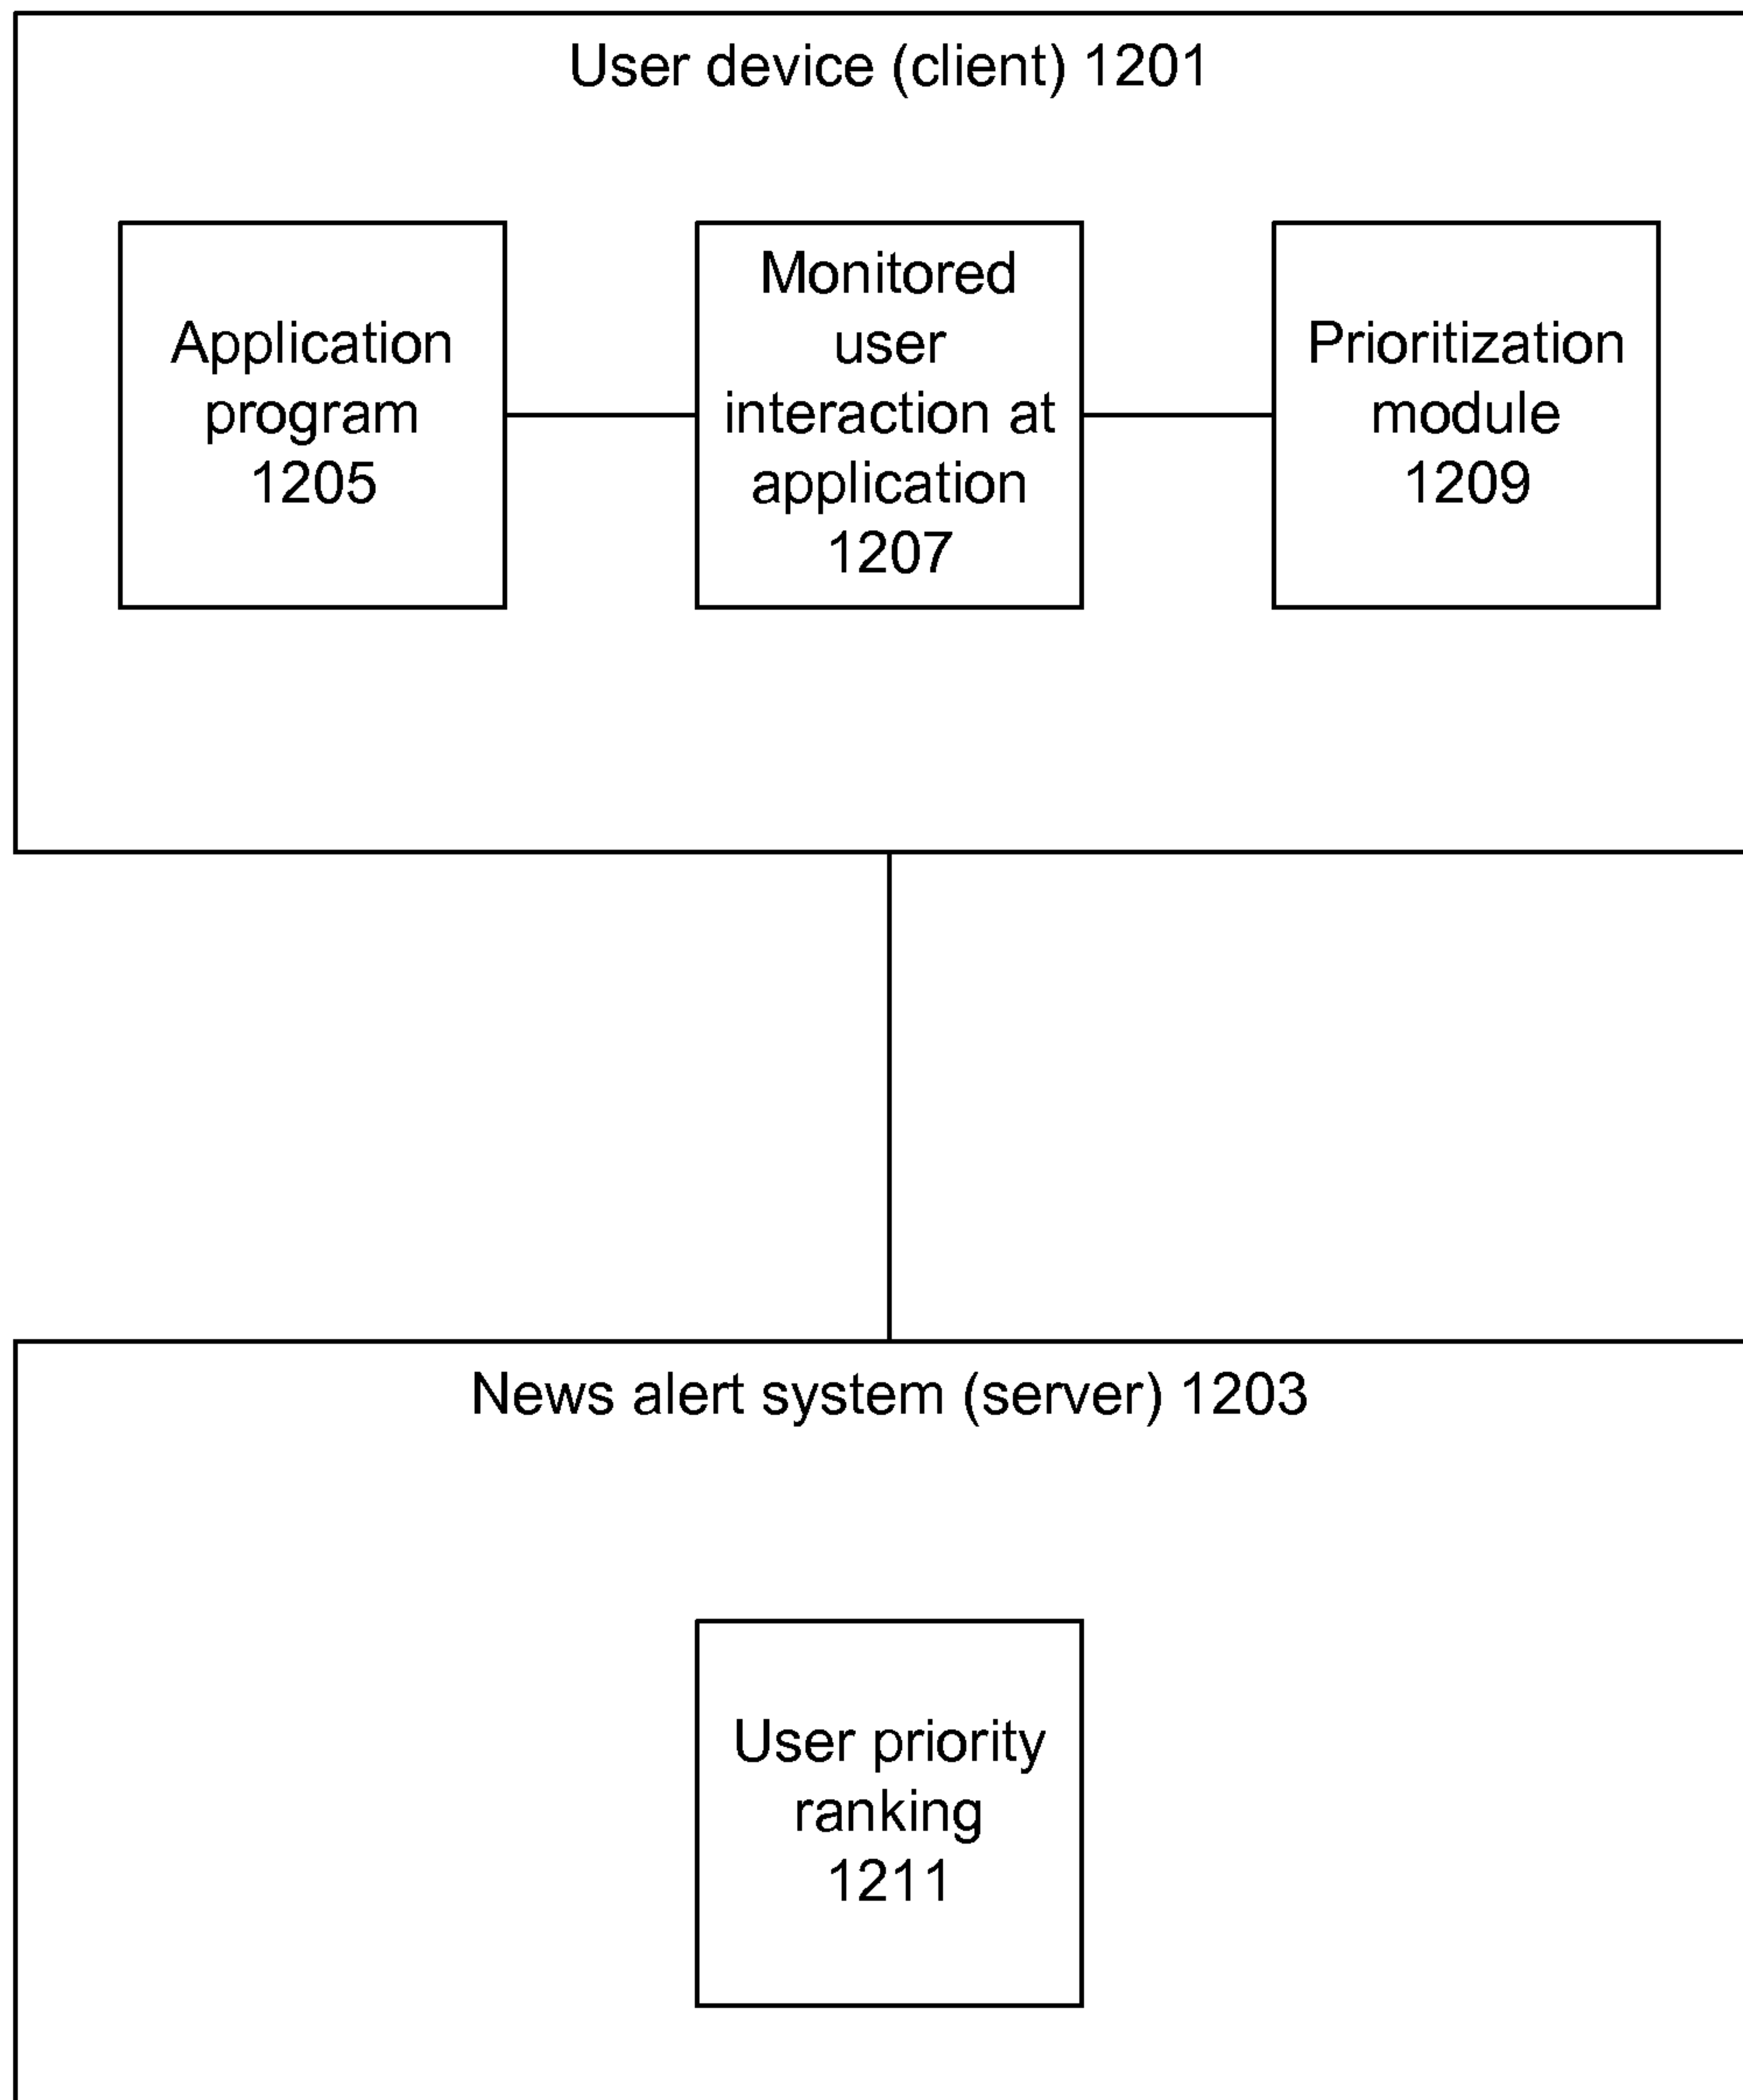 User device (client) 1201
Application
program
1205
Monitored
user
interaction at
application
1207
Prioritization
module
1209
News alert system (server) 1203
User priority
ranking
1211